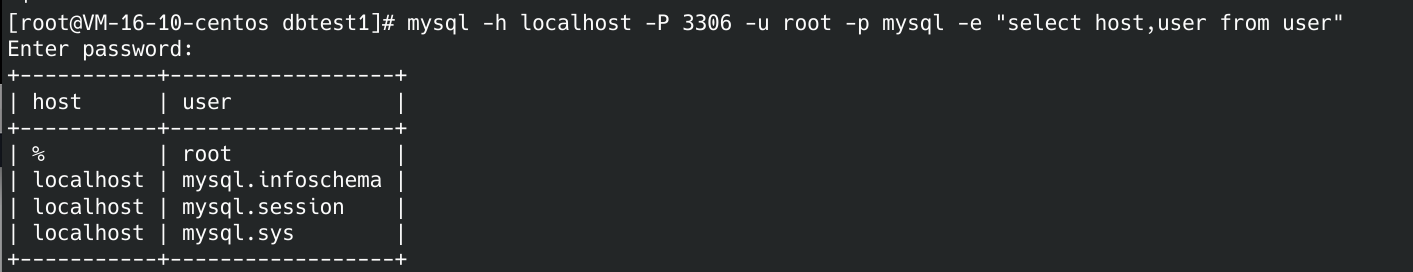 [root@VM-16-10-centos dbtest1]# mysql -h localhost -P 3306 -u root -p mysql -e "select host,user from user"
Enter password:
+-----------+------------------+
| host      | user             |
+-----------+------------------+
| %         | root             |
| localhost | mysql.infoschema |
| localhost | mysql.session    |
| localhost | mysql.sys        |
+-----------+------------------+